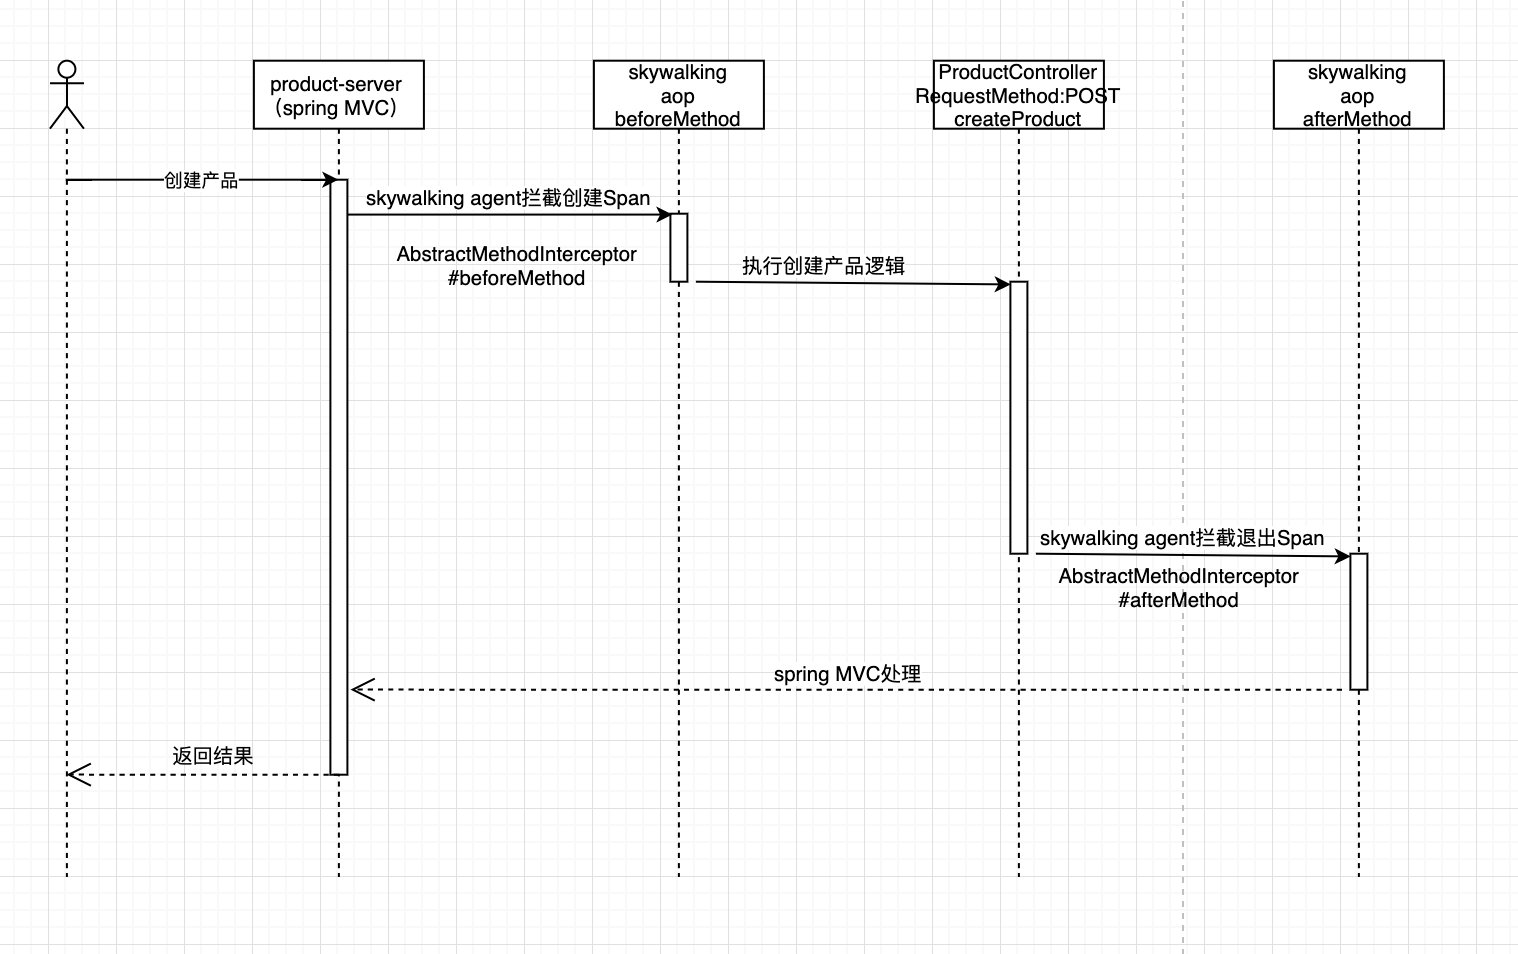 product-server
（spring MVC）
skywalking
aop
beforeMethod
ProductController
RequestMethod:POST
createProduct
skywalking
aop
afterMethod
创建产品
skywalking agent拦截创建Span
AbstractMethodInterceptor
#beforeMethod
执行创建产品逻辑
skywalking agent拦截退出Span
AbstractMethodInterceptor
#afterMethod
spring MVC处理
返回结果